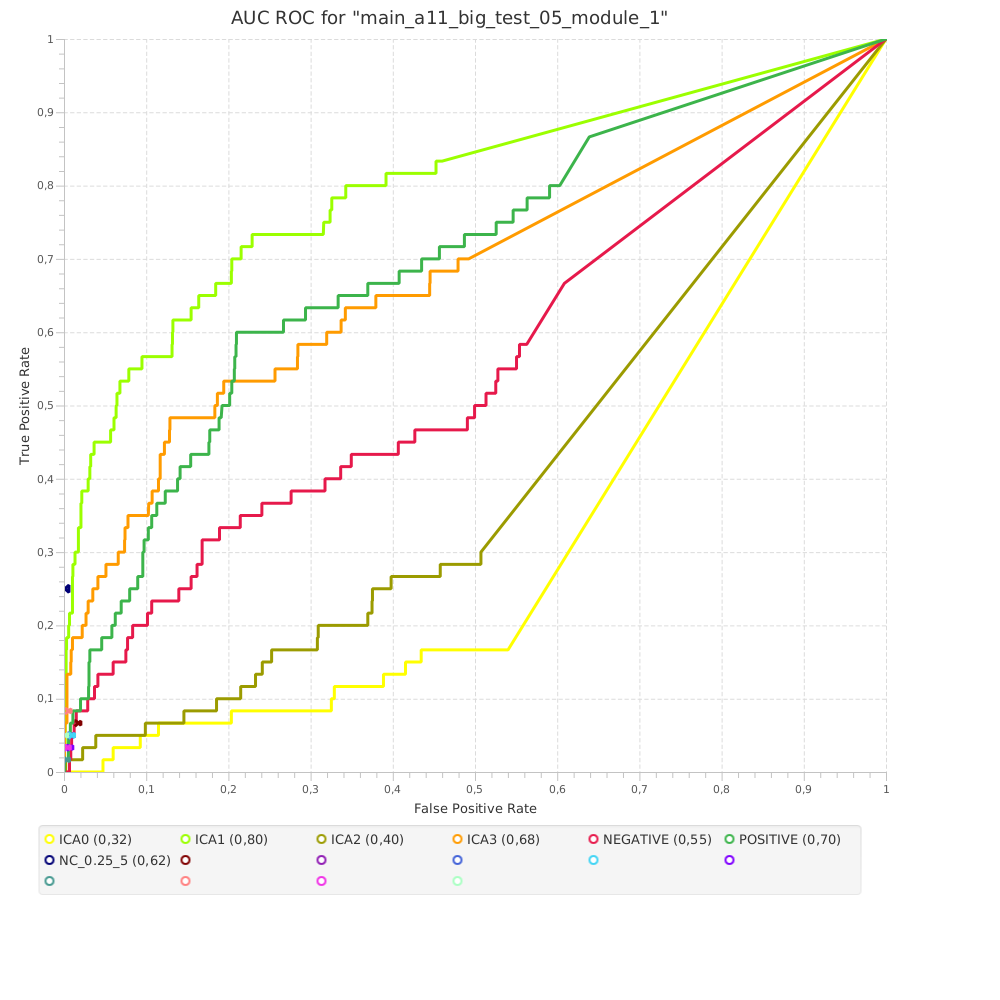 AUC ROC for "main_a11_big_test_05_module_1"
1
0,9
0,8
0,7
0,6
0,5
0,4
0,3
0,2
0,1
0
True Positive Rate
0 0,1 0,2 0,3 0,4 0,5 0,6 0,7 0,8 0,9 1
False Positive Rate
ICA0 (0,32) ICA1 (0,80) ICA2 (0,40) ICA3 (0,68) NEGATIVE (0,55) POSITIVE (0,70)
NC_0.25_5 (0,62)